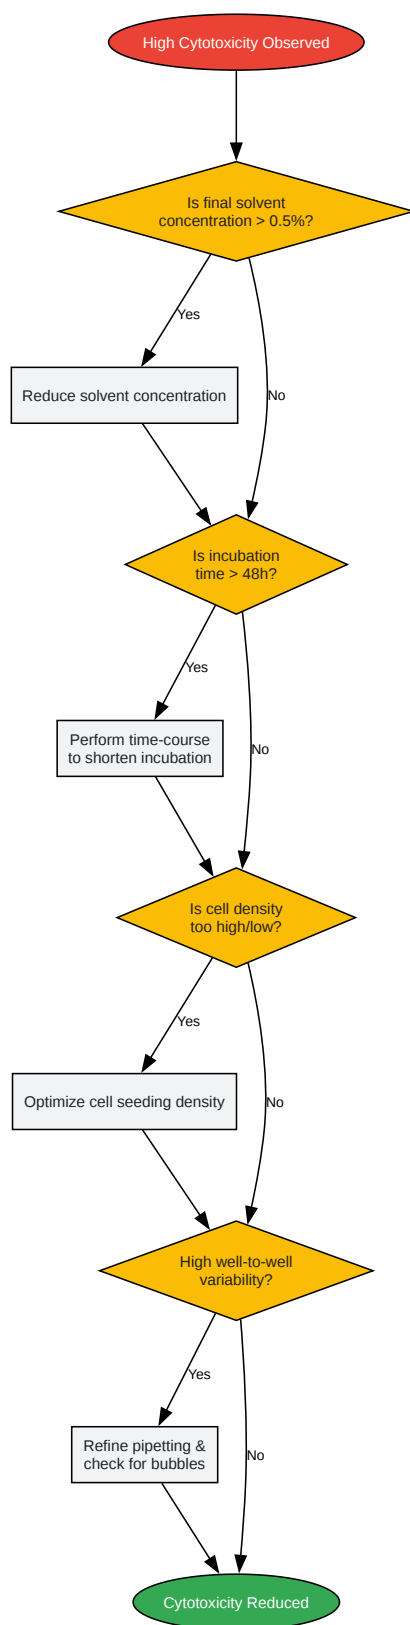 High Cytotoxicity Observed
Is final solvent
concentration > 0.5%?
Yes
Reduce solvent concentration
No
Is incubation
time > 48h?
Yes
Perform time-course
to shorten incubation
No
Is cell density
too high/low?
Yes
Optimize cell seeding density
No
High well-to-well
variability?
Yes
Refine pipetting &
check for bubbles
No
Cytotoxicity Reduced